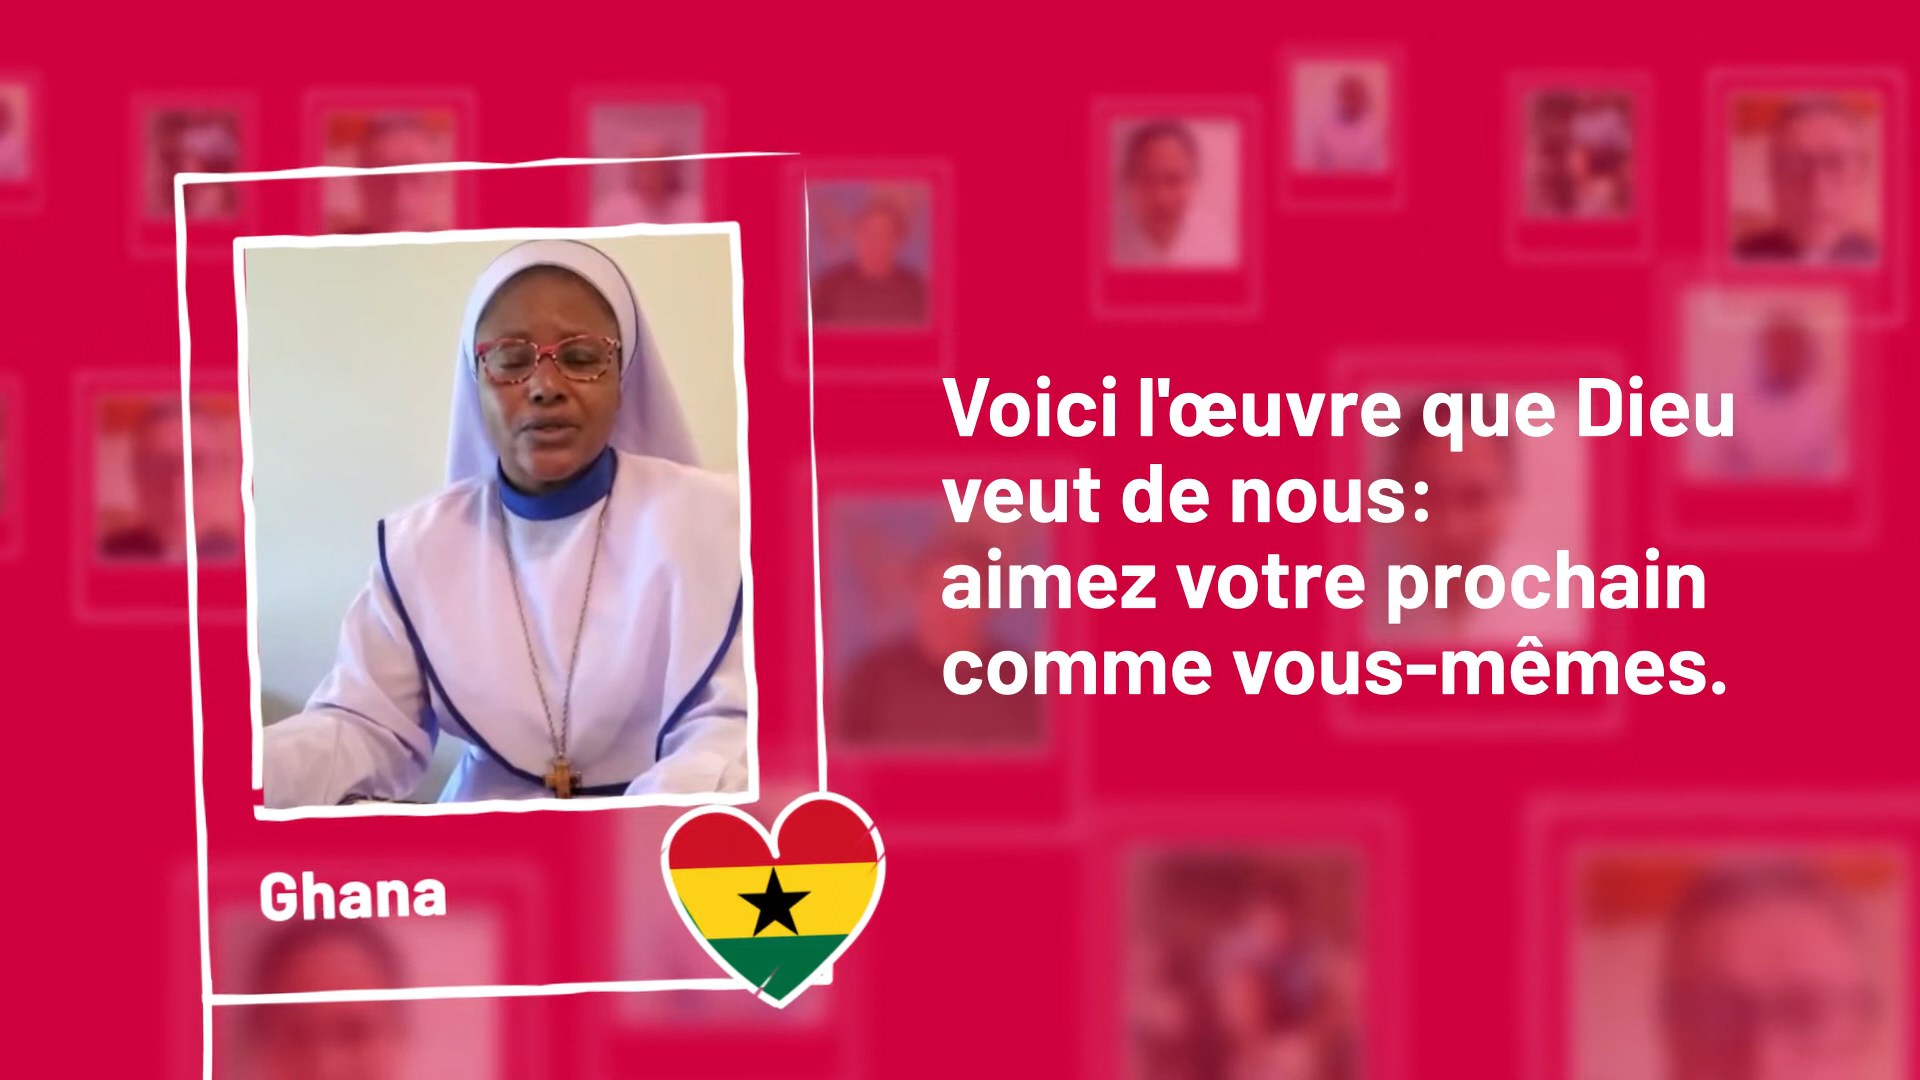 Voici l'œuvre que Dieu
veut de nous:
aimez votre prochain
comme vous-mêmes.
Ghana